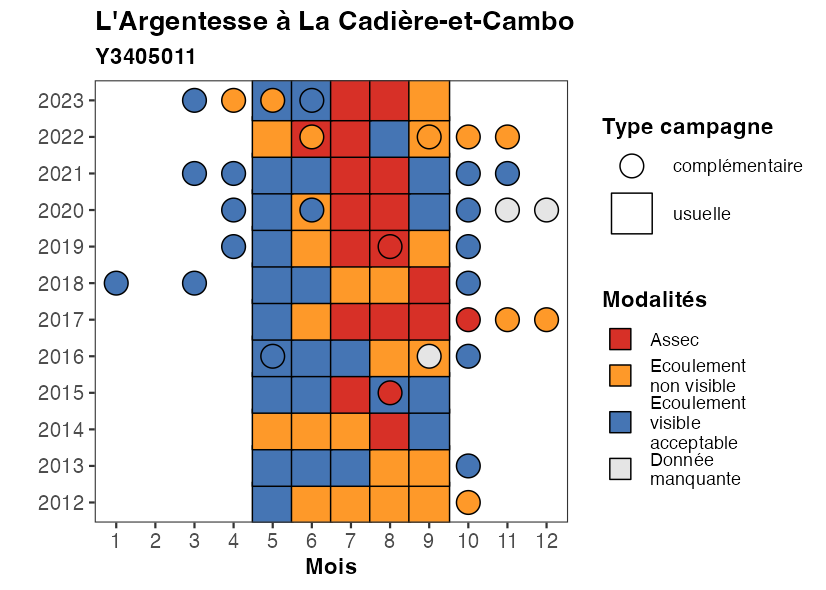 L'Argentesse à La Cadière-et-Cambo
Y3405011
2023
2022
2021
2020
2019
2018
2017
2016
2015
2014
2013
2012
1 2 3 4 5 6 7 8 9 10 11 12
Mois
Type campagne
complémentaire
usuelle
Modalités
Assec
Ecoulement
non visible
Ecoulement
visible
acceptable
Donnée
manquante